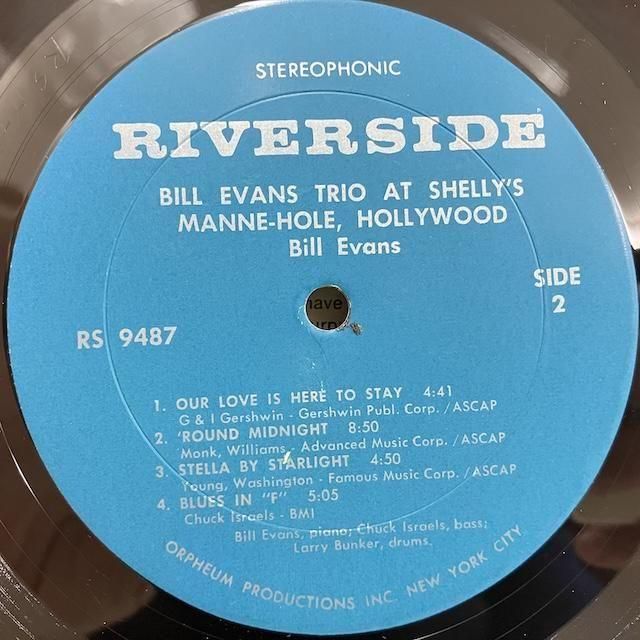 STEREOPHONIC
RIVERSIDE
BILL EVANS TRIO AT SHELLY'S
MANNE-HOLE, HOLLYWOOD
Bill Evans
SIDE
2
have
RS 9487
1. OUR LOVE IS HERE TO STAY 4:41
G & I Gershwin - Gershwin Publ. Corp. / ASCAP
2. 'ROUND MIDNIGHT 8:50
Monk, Williams - Advanced Music Corp. / ASCAP
3. STELLA BY STARLIGHT 4:50
Young, Washington - Famous Music Corp. / ASCAP
4. BLUES IN "F" 5:05
Chuck Israels - BMI
Bill Evans, piano; Chuck Israels, bass;
Larry Bunker, drums.
ORPHEUM PRODUCTIONS INC. NEW YORK CITY